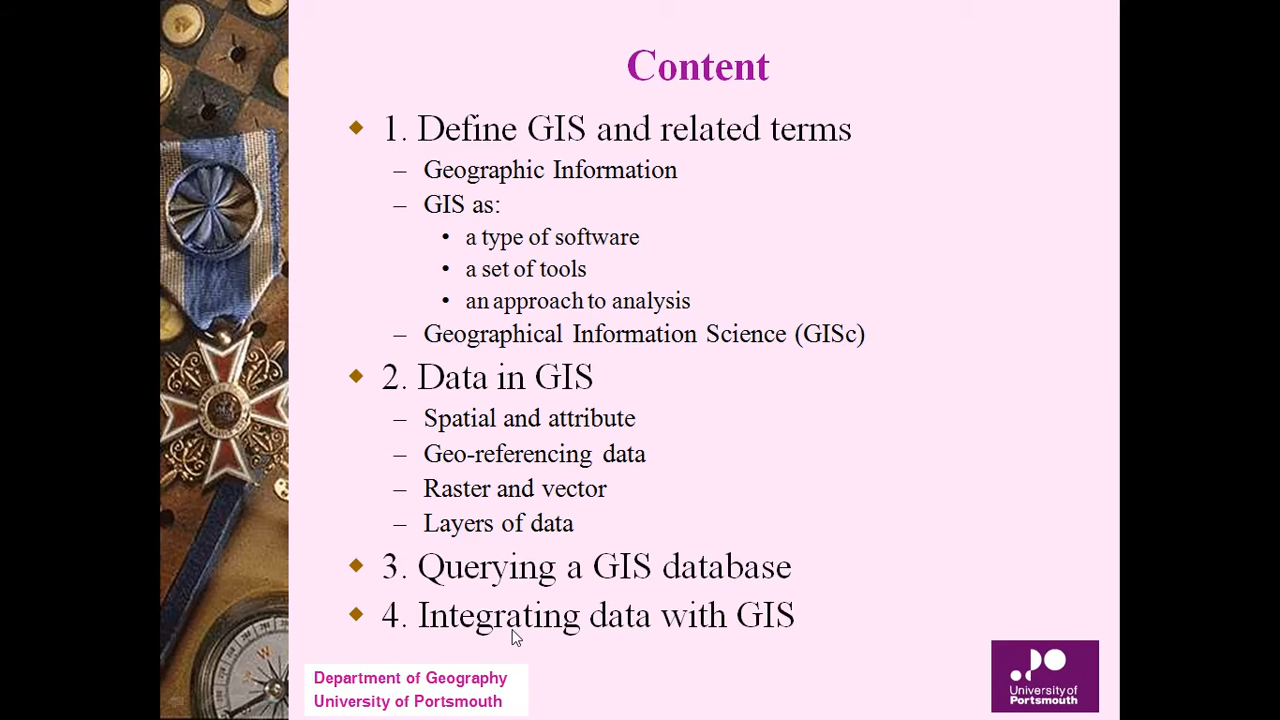 Content
1. Define GIS and related terms
– Geographic Information
– GIS as:
• a type of software
• a set of tools
• an approach to analysis
– Geographical Information Science (GISc)
2. Data in GIS
– Spatial and attribute
– Geo-referencing data
– Raster and vector
– Layers of data
3. Querying a GIS database
4. Integrating data with GIS
Department of Geography
University of Portsmouth
University of
Portsmouth